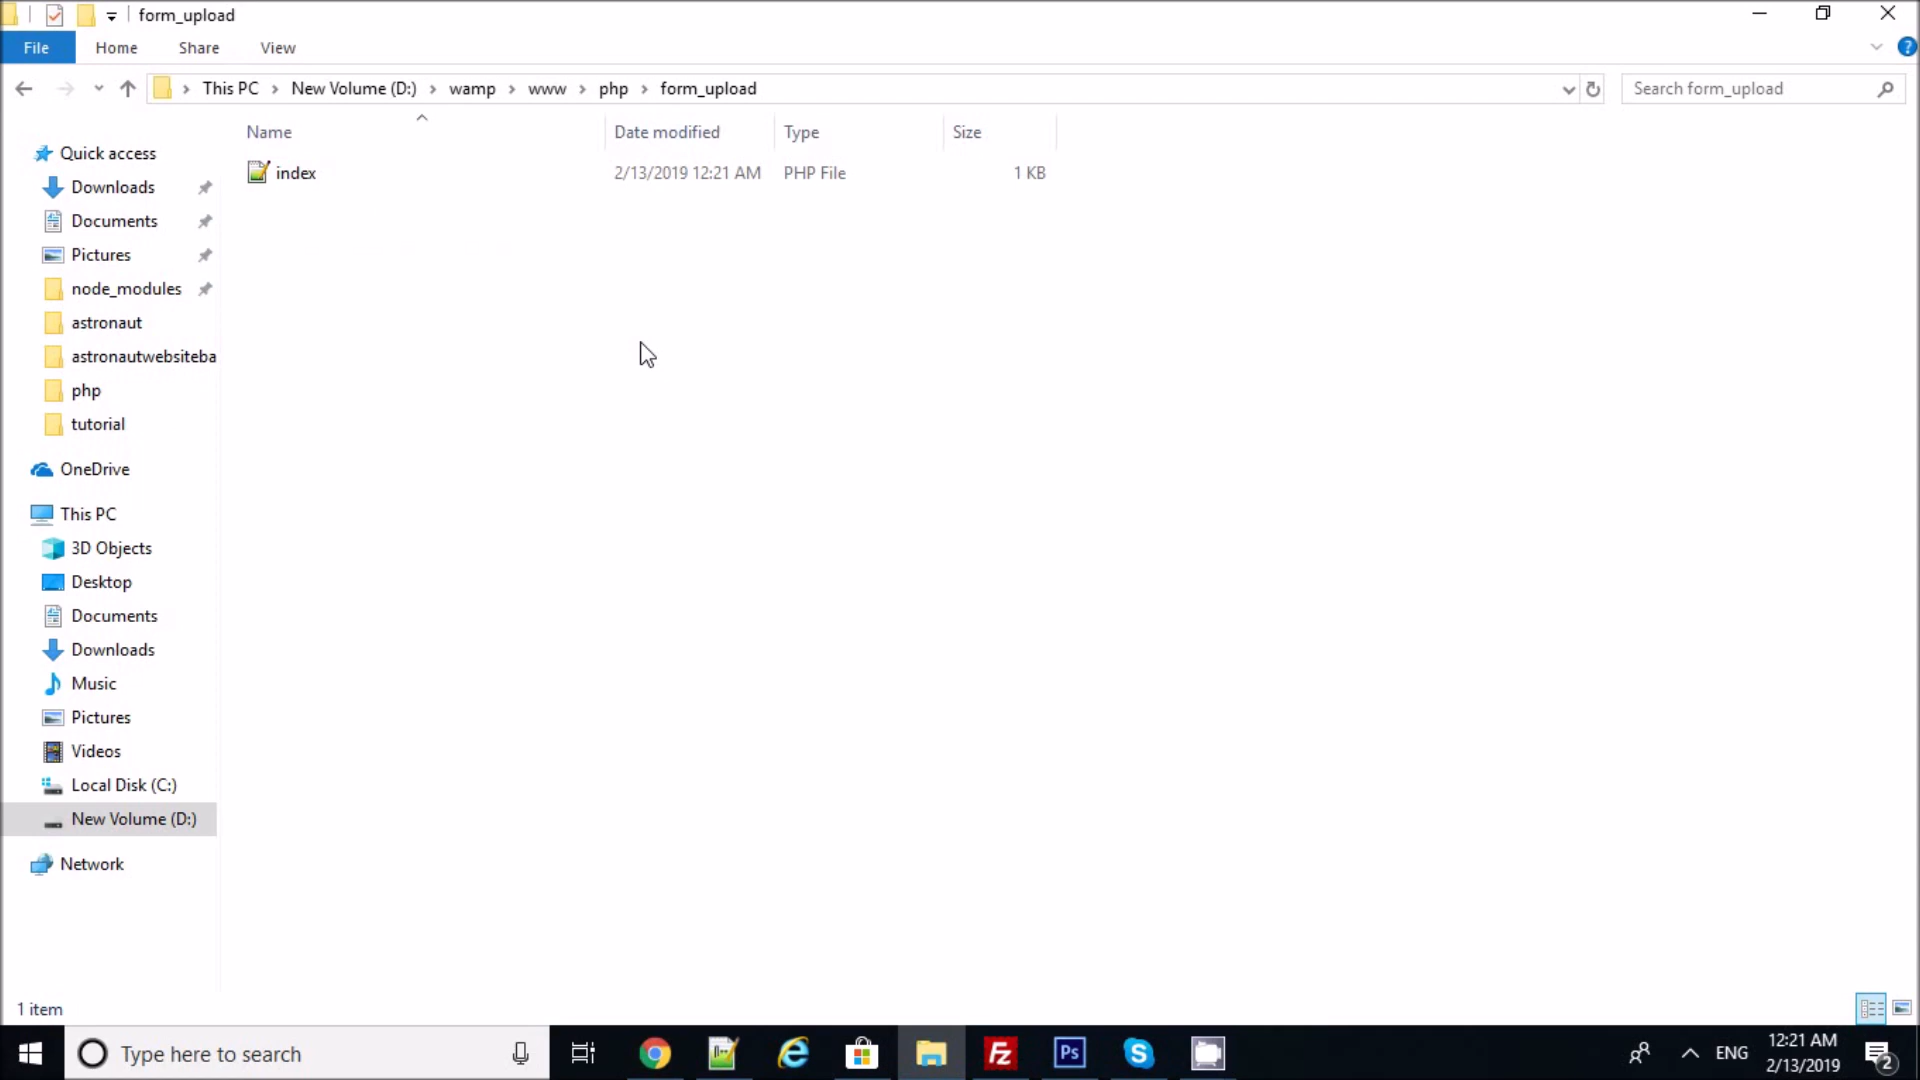 form_upload
File Home Share View
This PC New Volume (D:) wamp www php form_upload Search form_upload
Name Date modified Type Size
index 2/13/2019 12:21 AM PHP File 1 KB
Quick access
Downloads
Documents
Pictures
node_modules
astronaut
astronautwebsiteba
php
tutorial
OneDrive
This PC
3D Objects
Desktop
Documents
Downloads
Music
Pictures
Videos
Local Disk (C:)
New Volume (D:)
Network
1 item
Type here to search Ps ENG 12:21 AM
2/13/2019 2